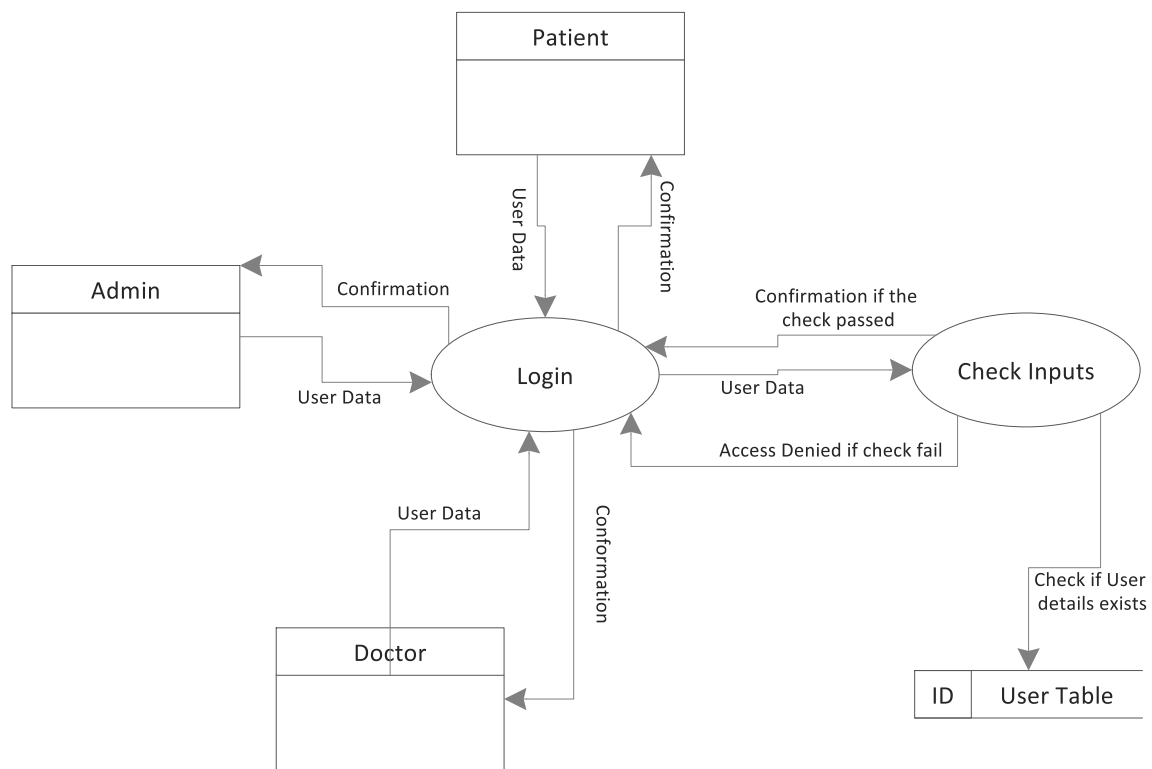 Patient
User Data
Confirmation
Admin
Confirmation
User Data
Login
Confirmation if the
check passed
User Data
Check Inputs
Access Denied if check fail
User Data
Conformation
Check if User
details exists
Doctor
ID
User Table